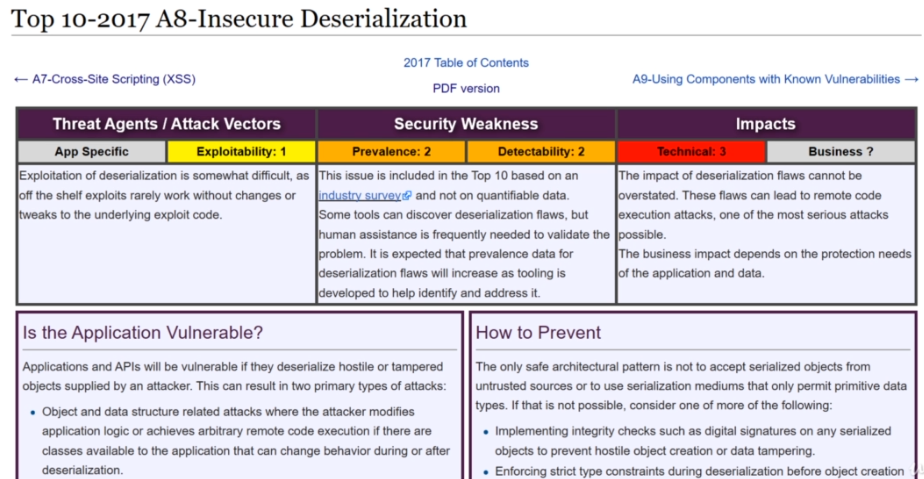 Top 10-2017 A8-Insecure Deserialization
2017 Table of Contents
← A7-Cross-Site Scripting (XSS)
PDF version
A9-Using Components with Known Vulnerabilities →
Threat Agents / Attack Vectors
Security Weakness
Impacts
App Specific
Exploitability: 1
Prevalence: 2
Detectability: 2
Technical: 3
Business ?
Exploitation of deserialization is somewhat difficult, as
off the shelf exploits rarely work without changes or
tweaks to the underlying exploit code.
This issue is included in the Top 10 based on an
industry survey and not on quantifiable data.
Some tools can discover deserialization flaws, but
human assistance is frequently needed to validate the
problem. It is expected that prevalence data for
deserialization flaws will increase as tooling is
developed to help identify and address it.
The impact of deserialization flaws cannot be
overstated. These flaws can lead to remote code
execution attacks, one of the most serious attacks
possible.
The business impact depends on the protection needs
of the application and data.
Is the Application Vulnerable?
Applications and APIs will be vulnerable if they deserialize hostile or tampered
objects supplied by an attacker. This can result in two primary types of attacks:
• Object and data structure related attacks where the attacker modifies
application logic or achieves arbitrary remote code execution if there are
classes available to the application that can change behavior during or after
deserialization.
How to Prevent
The only safe architectural pattern is not to accept serialized objects from
untrusted sources or to use serialization mediums that only permit primitive data
types. If that is not possible, consider one of more of the following:
• Implementing integrity checks such as digital signatures on any serialized
objects to prevent hostile object creation or data tampering.
• Enforcing strict type constraints during deserialization before object creation